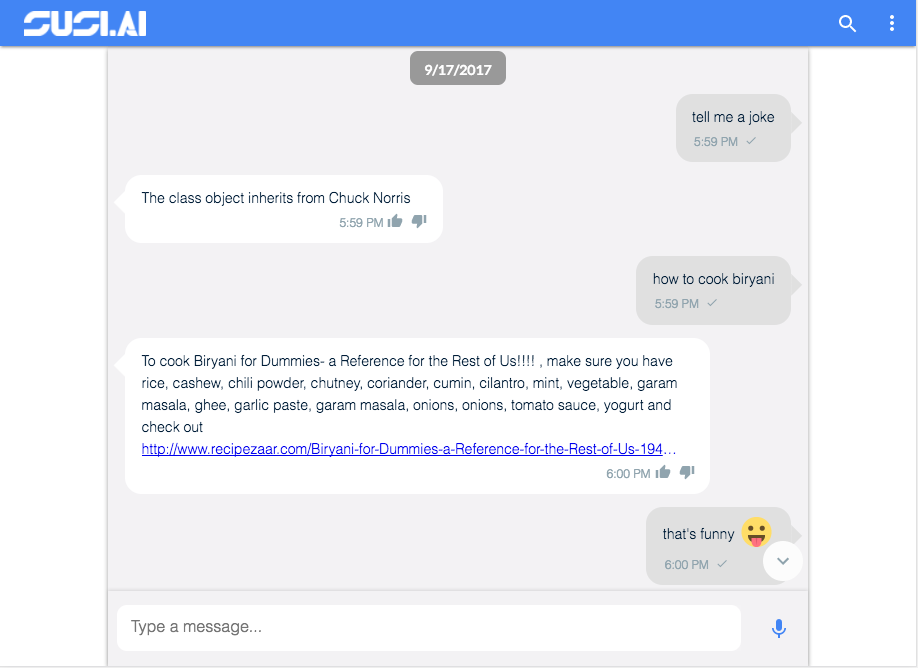 SUSI.AI
9/17/2017
tell me a joke
5:59 PM
The class object inherits from Chuck Norris
5:59 PM
how to cook biryani
5:59 PM
To cook Biryani for Dummies- a Reference for the Rest of Us!!!! , make sure you have
rice, cashew, chili powder, chutney, coriander, cumin, cilantro, mint, vegetable, garam
masala, ghee, garlic paste, garam masala, onions, onions, tomato sauce, yogurt and
check out
http://www.recipezaar.com/Biryani-for-Dummies-a-Reference-for-the-Rest-of-Us-194...
6:00 PM
that's funny 😛
6:00 PM
Type a message...